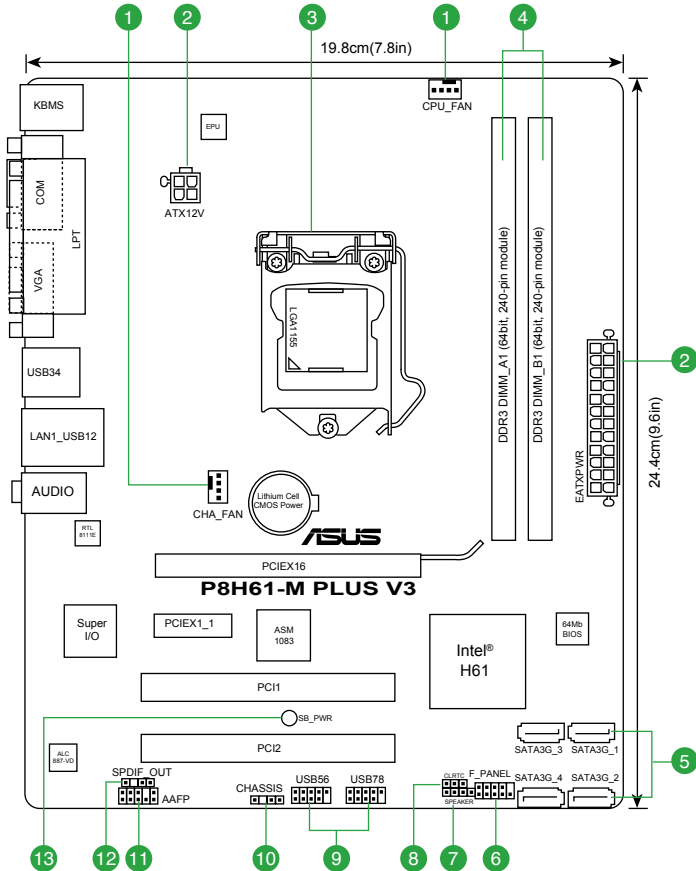 1
2
3
1
4
19.8cm(7.8in)
KBMS
CPU_FAN
EPU
ATX12V
COM
LPT
VGA
LGA1155
DDR3 DIMM_A1 (64bit, 240-pin module)
DDR3 DIMM_B1 (64bit, 240-pin module)
2
USB34
24.4cm(9.6in)
EATXPWR
LAN1_USB12
1
AUDIO
CHA_FAN
Lithium Cell
CMOS Power
RTL
8111E
ASUS
PCIEX16
P8H61-M PLUS V3
Super
I/O
PCIEX1_1
ASM
1083
Intel®
H61
64Mb
BIOS
PCI1
SB_PWR
SATA3G_3
SATA3G_1
PCI2
ALC
887-VD
5
SPDIF_OUT
AAFP
CHASSIS
USB56
USB78
CLRTC
F_PANEL
SPEAKER
SATA3G_4
SATA3G_2
13
12
11
10
9
8
7
6